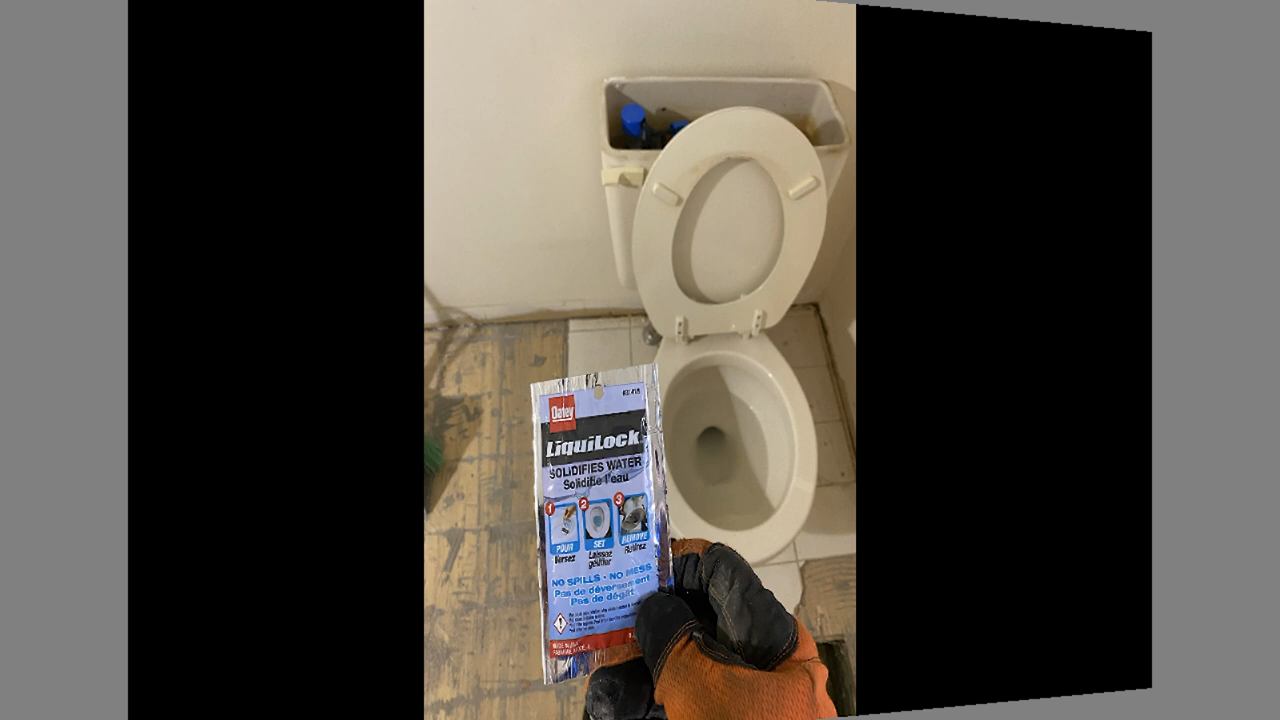 Oatey
LIQUILOCK
SOLIDIFIES WATER
Solidifie l'eau
1 2 3
POUR SET REMOVE
Versez Laissez gélifier Retirez
NO SPILLS • NO MESS
Pas de déversement
Pas de dégât